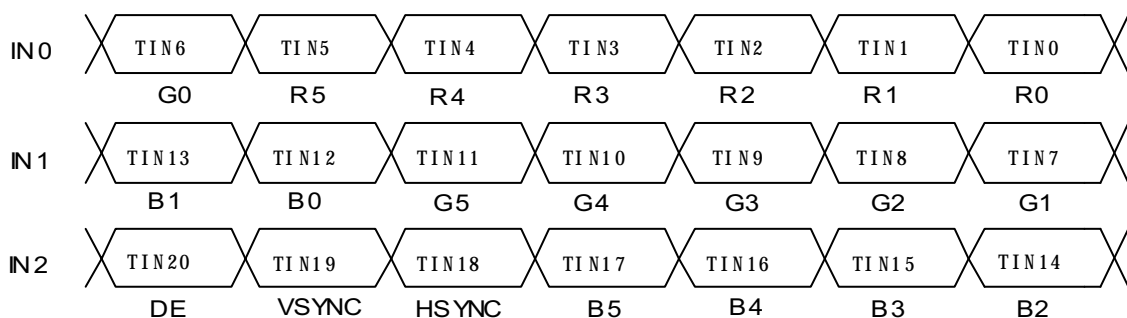 IN0 TIN6 TIN5 TIN4 TIN3 TIN2 TIN1 TIN0
G0 R5 R4 R3 R2 R1 R0
IN1 TIN13 TIN12 TIN11 TIN10 TIN9 TIN8 TIN7
B1 B0 G5 G4 G3 G2 G1
IN2 TIN20 TIN19 TIN18 TIN17 TIN16 TIN15 TIN14
DE VSYNC HSYNC B5 B4 B3 B2